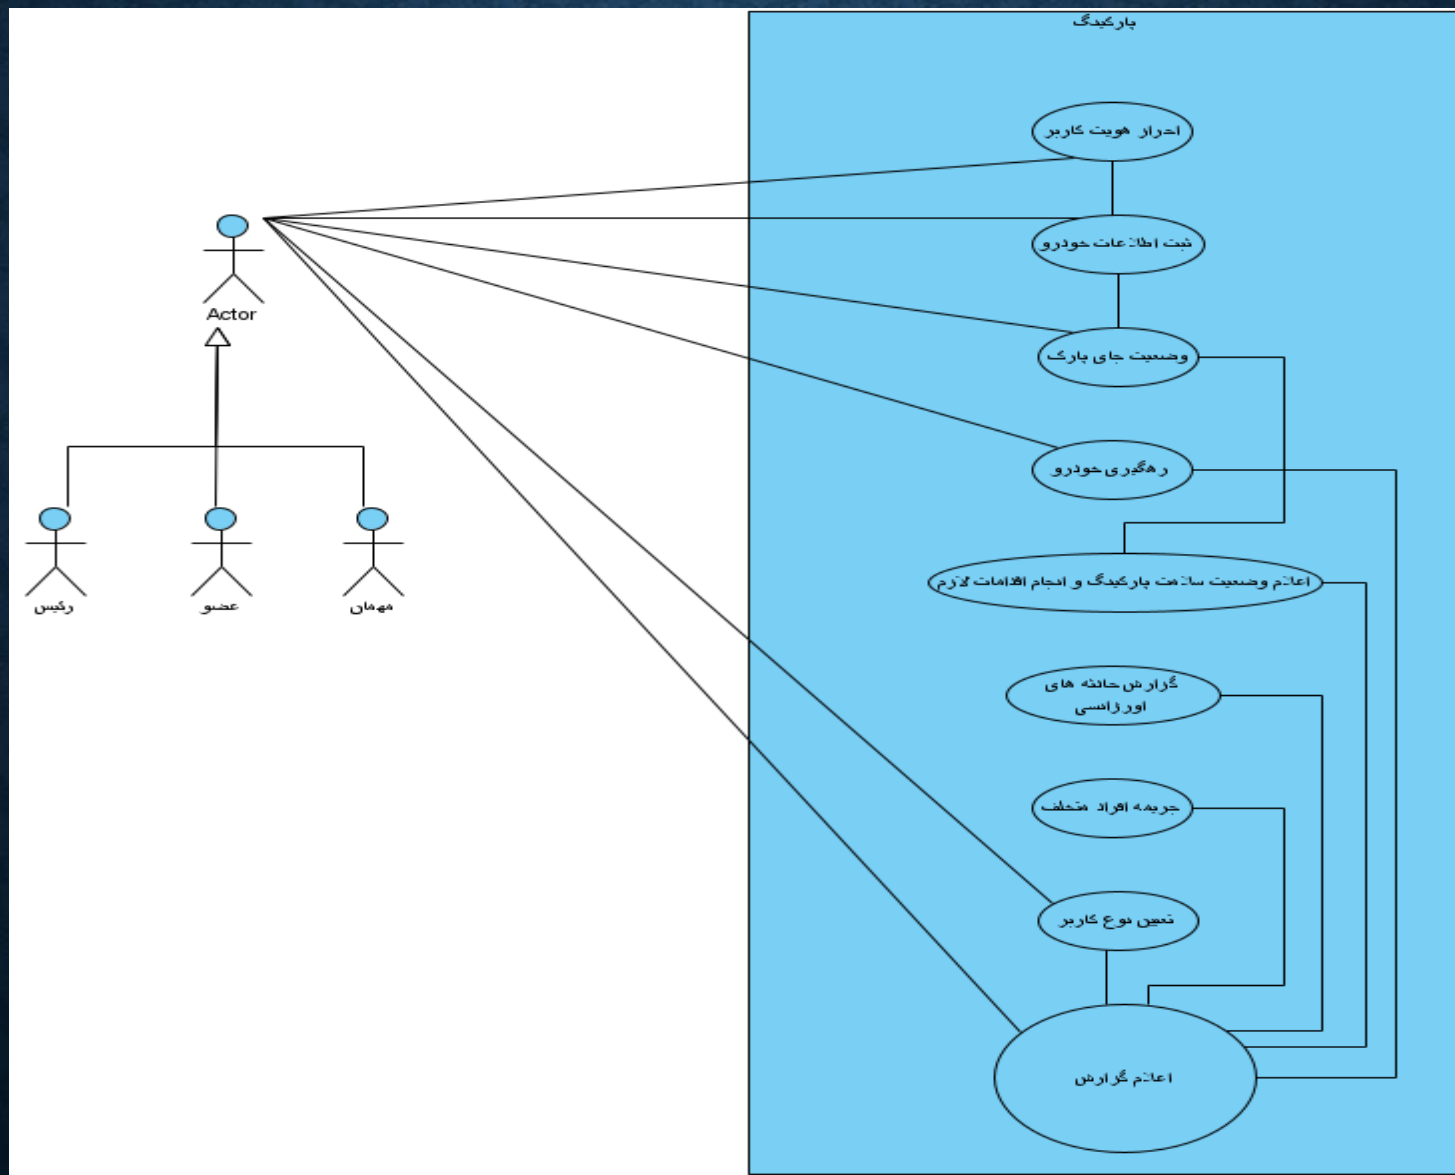 پارکینگ
احراز هویت کاربر
ثبت اطلاعات خودرو
وضعیت جای پارک
رهگیری خودرو
اعلام وضعیت سلامت پارکینگ و انجام اقدامات لازم
گزارش حادثه های
اورژانسی
جریمه افراد متخلف
تعیین نوع کاربر
اعلام گزارش
Actor
رئیس
عضو
مهمان